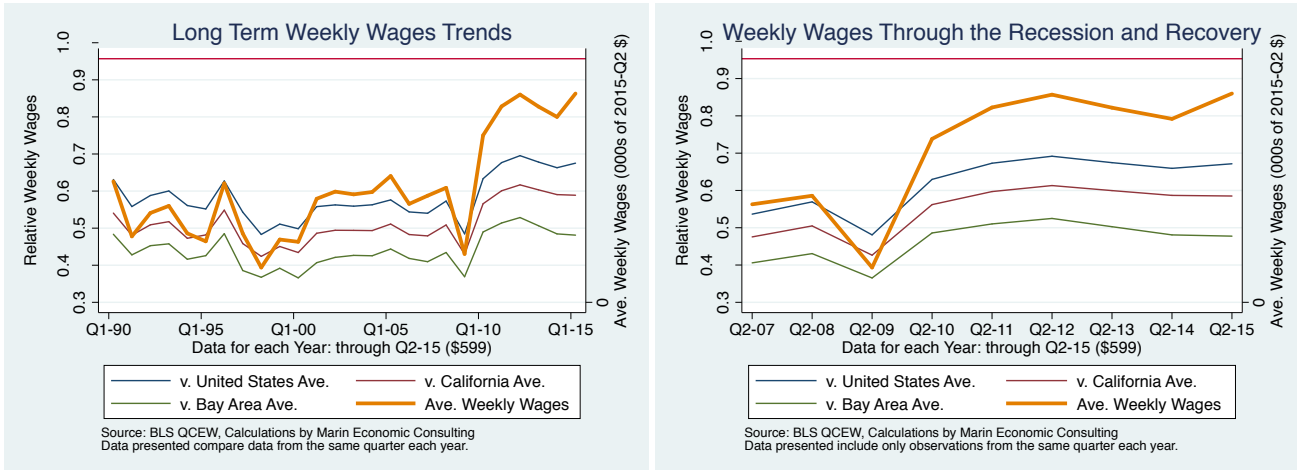 Long Term Weekly Wages Trends
Relative Weekly Wages
1.0
0.9
0.8
0.7
0.6
0.5
0.4
0.3
0
Ave. Weekly Wages (000s of 2015-Q2 $)
Q1-90 Q1-95 Q1-00 Q1-05 Q1-10 Q1-15
Data for each Year: through Q2-15 ($599)
v. United States Ave. v. California Ave.
v. Bay Area Ave. Ave. Weekly Wages
Source: BLS QCEW, Calculations by Marin Economic Consulting
Data presented compare data from the same quarter each year.
Weekly Wages Through the Recession and Recovery
Relative Weekly Wages
1.0
0.9
0.8
0.7
0.6
0.5
0.4
0.3
0
Ave. Weekly Wages (000s of 2015-Q2 $)
Q2-07 Q2-08 Q2-09 Q2-10 Q2-11 Q2-12 Q2-13 Q2-14 Q2-15
Data for each Year: through Q2-15 ($599)
v. United States Ave. v. California Ave.
v. Bay Area Ave. Ave. Weekly Wages
Source: BLS QCEW, Calculations by Marin Economic Consulting
Data presented include only observations from the same quarter each year.